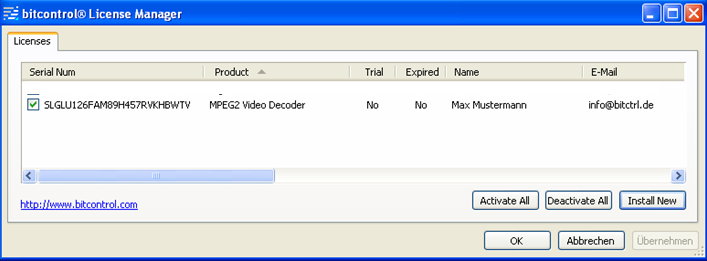 bitcontrol® License Manager
Licenses
Serial Num Product Trial Expired Name E-Mail
SLGLU126FAM89H457RVKHBWTV MPEG2 Video Decoder No No Max Mustermann info@bitctrl.de
http://www.bitcontrol.com Activate All Deactivate All Install New
OK Abbrechen Übernehmen